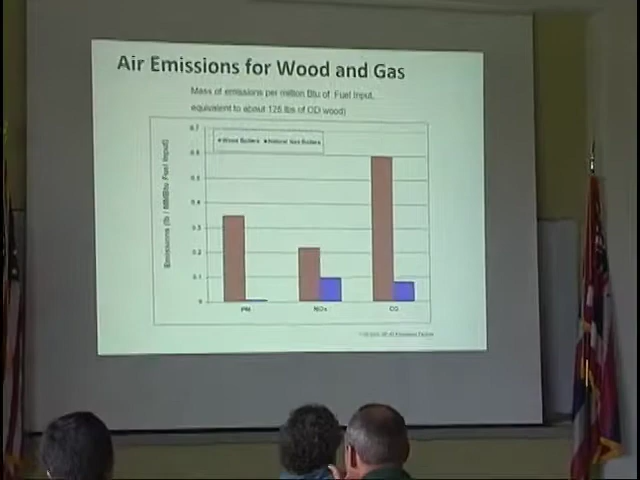 Air Emissions for Wood and Gas
Mass of emissions per million Btu of Fuel Input,
equivalent to about 125 lbs of OD wood)
Emissions (lb / MMBtu Fuel Input)
0.7
0.6
0.5
0.4
0.3
0.2
0.1
0
Wood Boilers Natural Gas Boilers
PM NOx CO